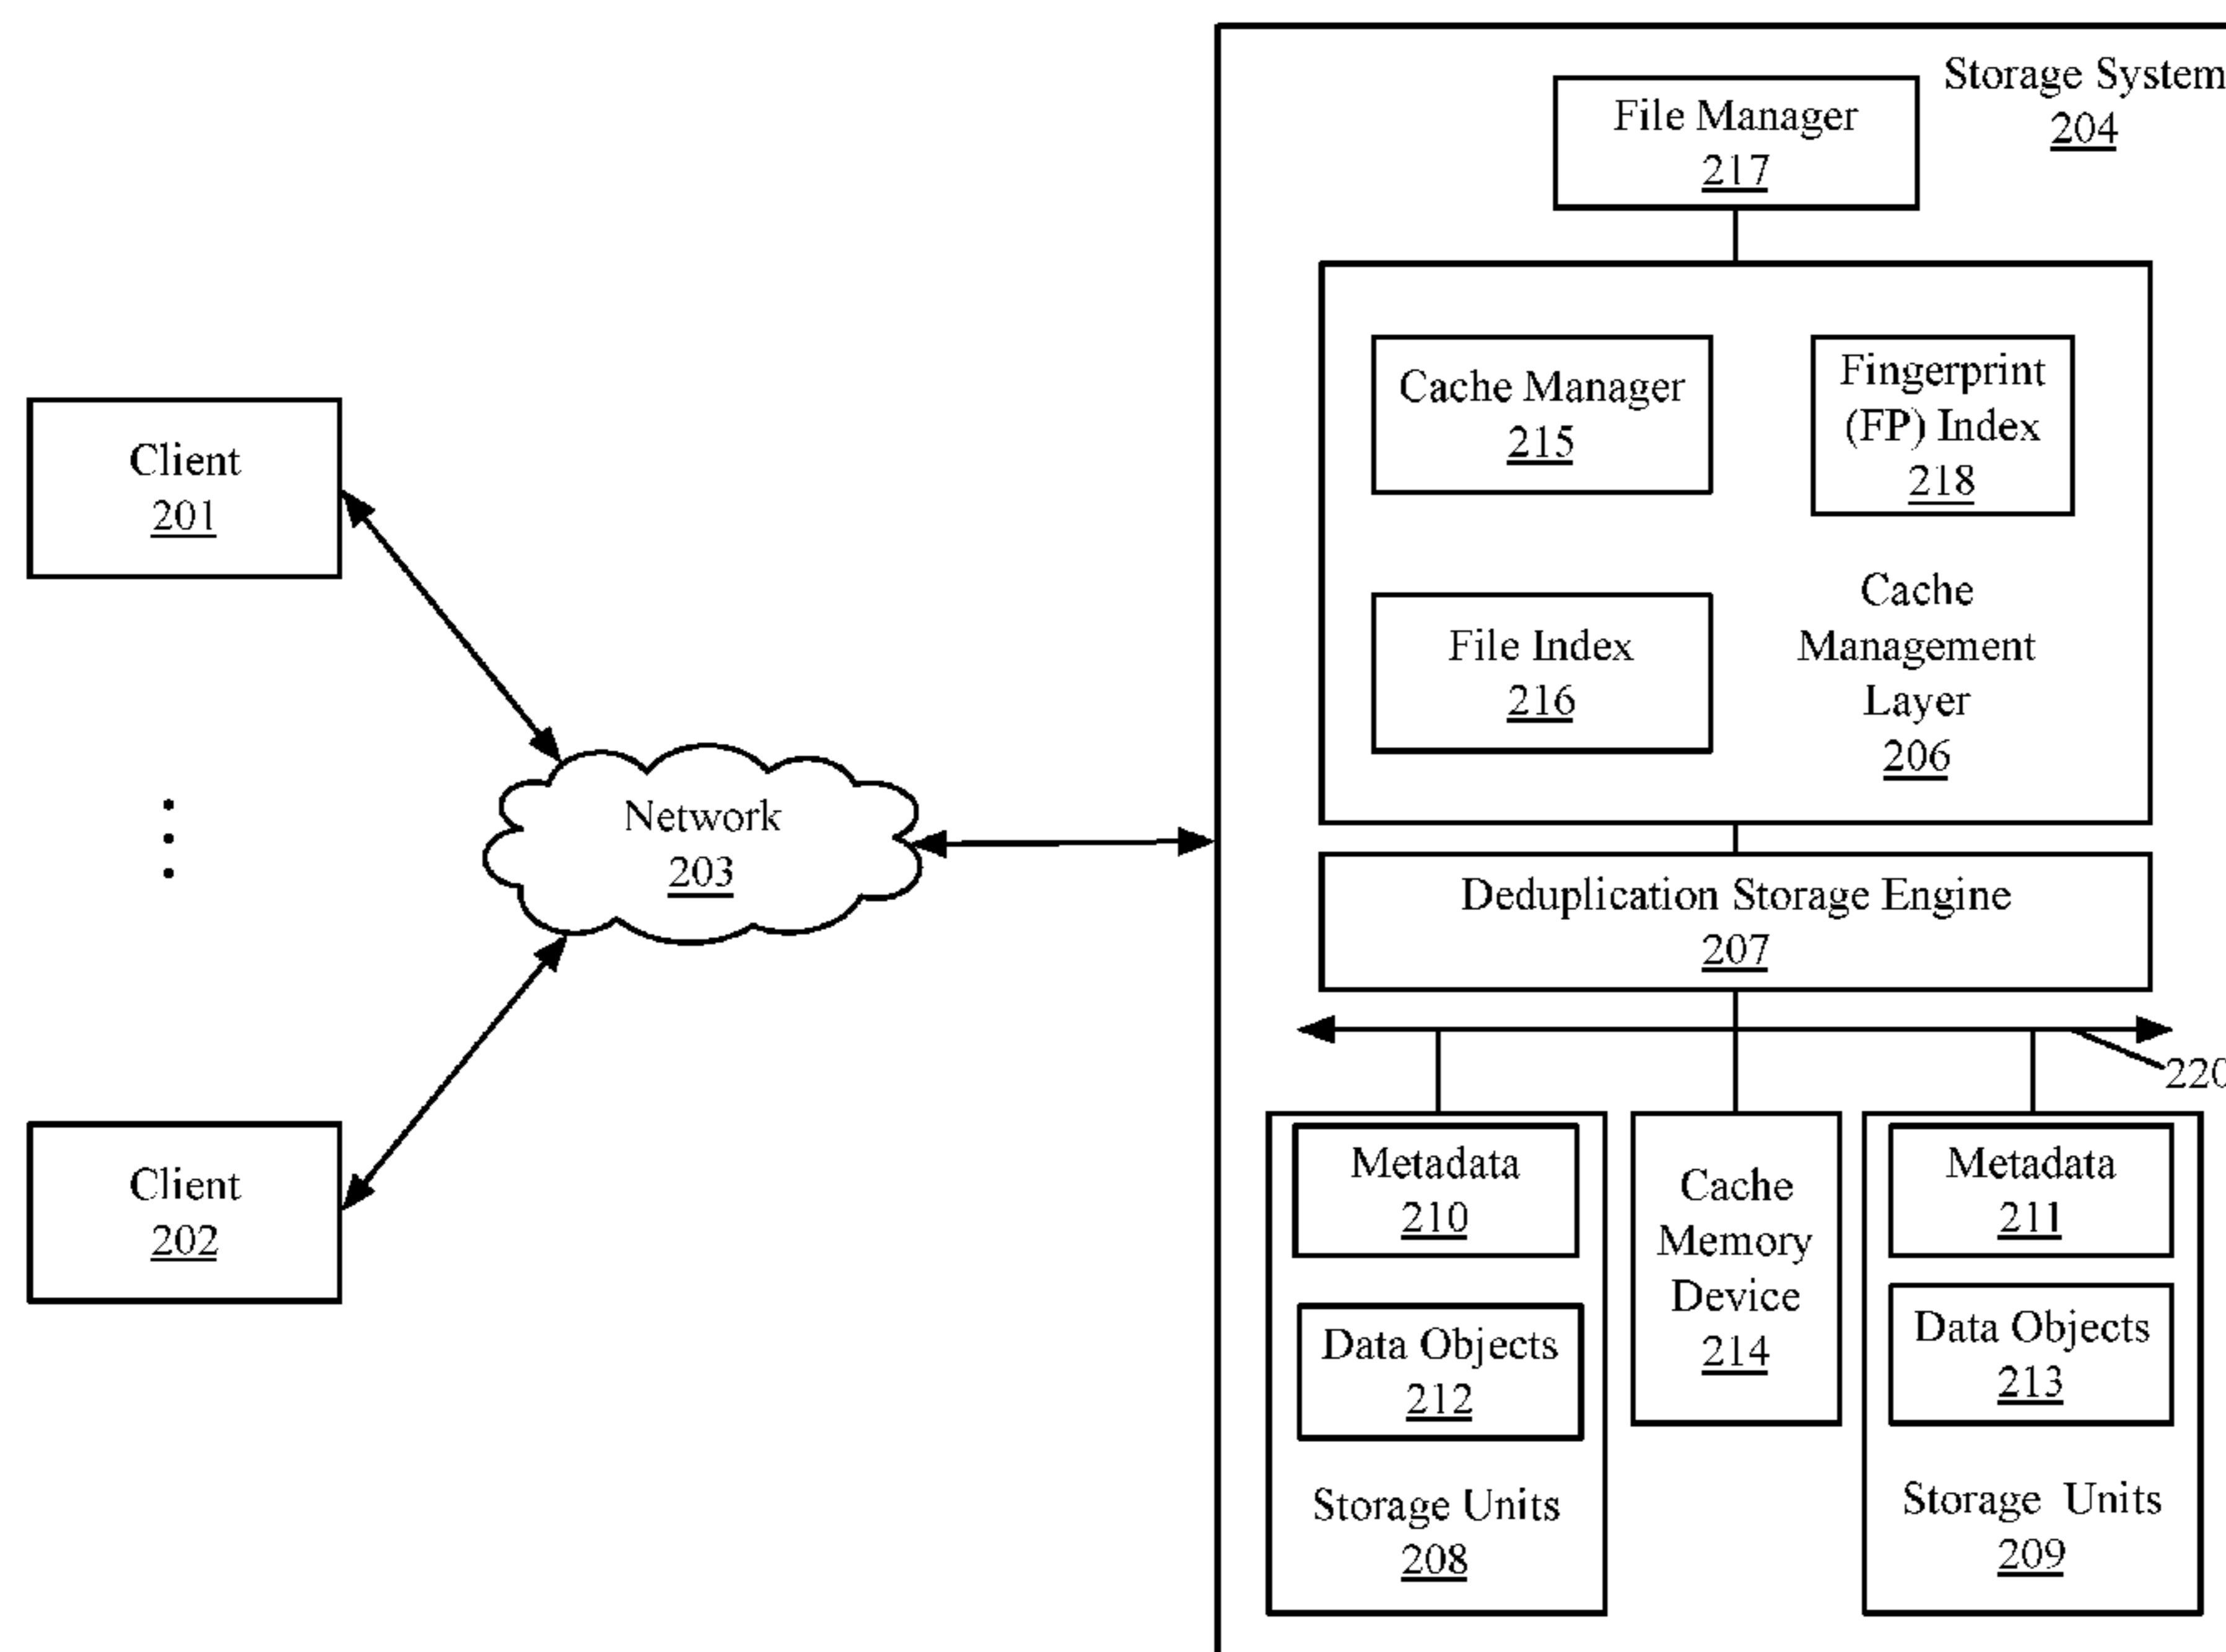 Storage System
204
File Manager
217
Cache Manager
215
Fingerprint
(FP) Index
218
File Index
216
Cache
Management
Layer
206
Client
201
Network
203
Client
202
Deduplication Storage Engine
207
220
Metadata
210
Data Objects
212
Storage Units
208
Cache
Memory
Device
214
Metadata
211
Data Objects
213
Storage Units
209